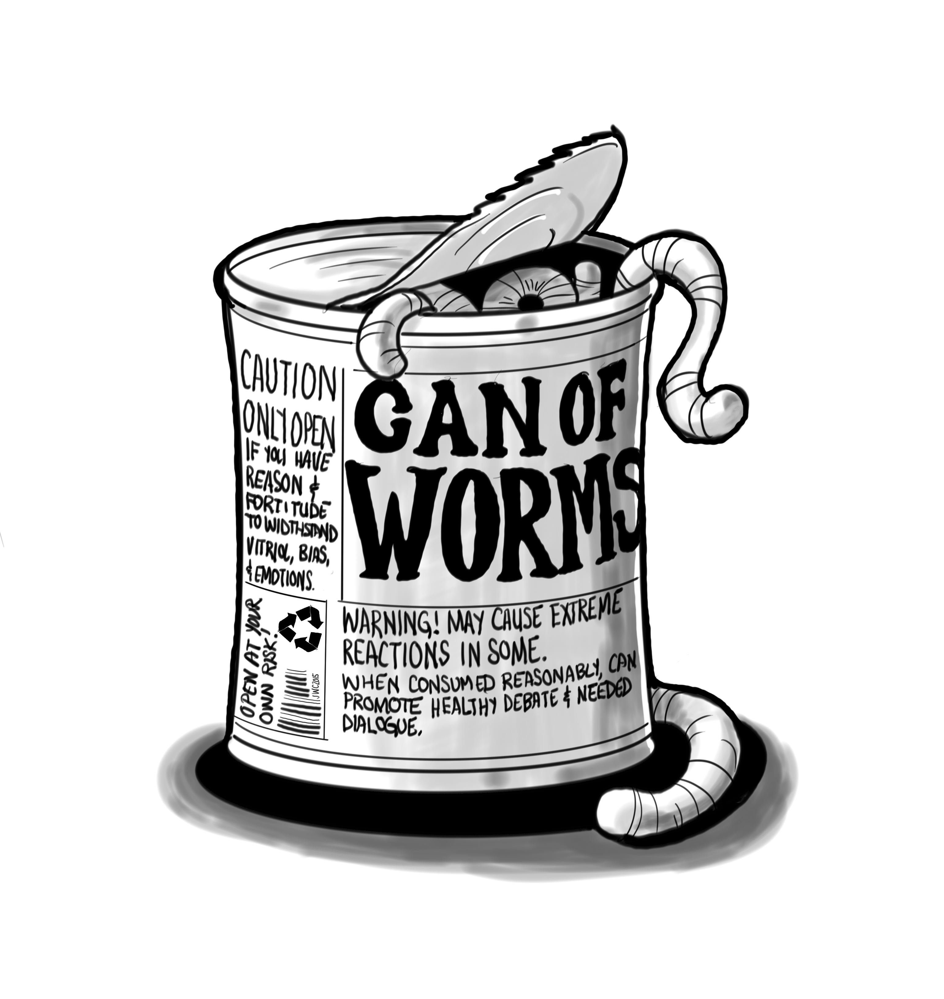 CAUTION
ONLY OPEN
IF YOU HAVE
REASON &
FORTITUDE
TO WIDTHSTAND
VITRIOL, BIAS,
& EMOTIONS.
OPEN AT YOUR
OWN RISK.
JWC2015
CAN OF
WORMS
WARNING! MAY CAUSE EXTREME
REACTIONS IN SOME.
WHEN CONSUMED REASONABLY, CAN
PROMOTE HEALTHY DEBATE & NEEDED
DIALOGUE.